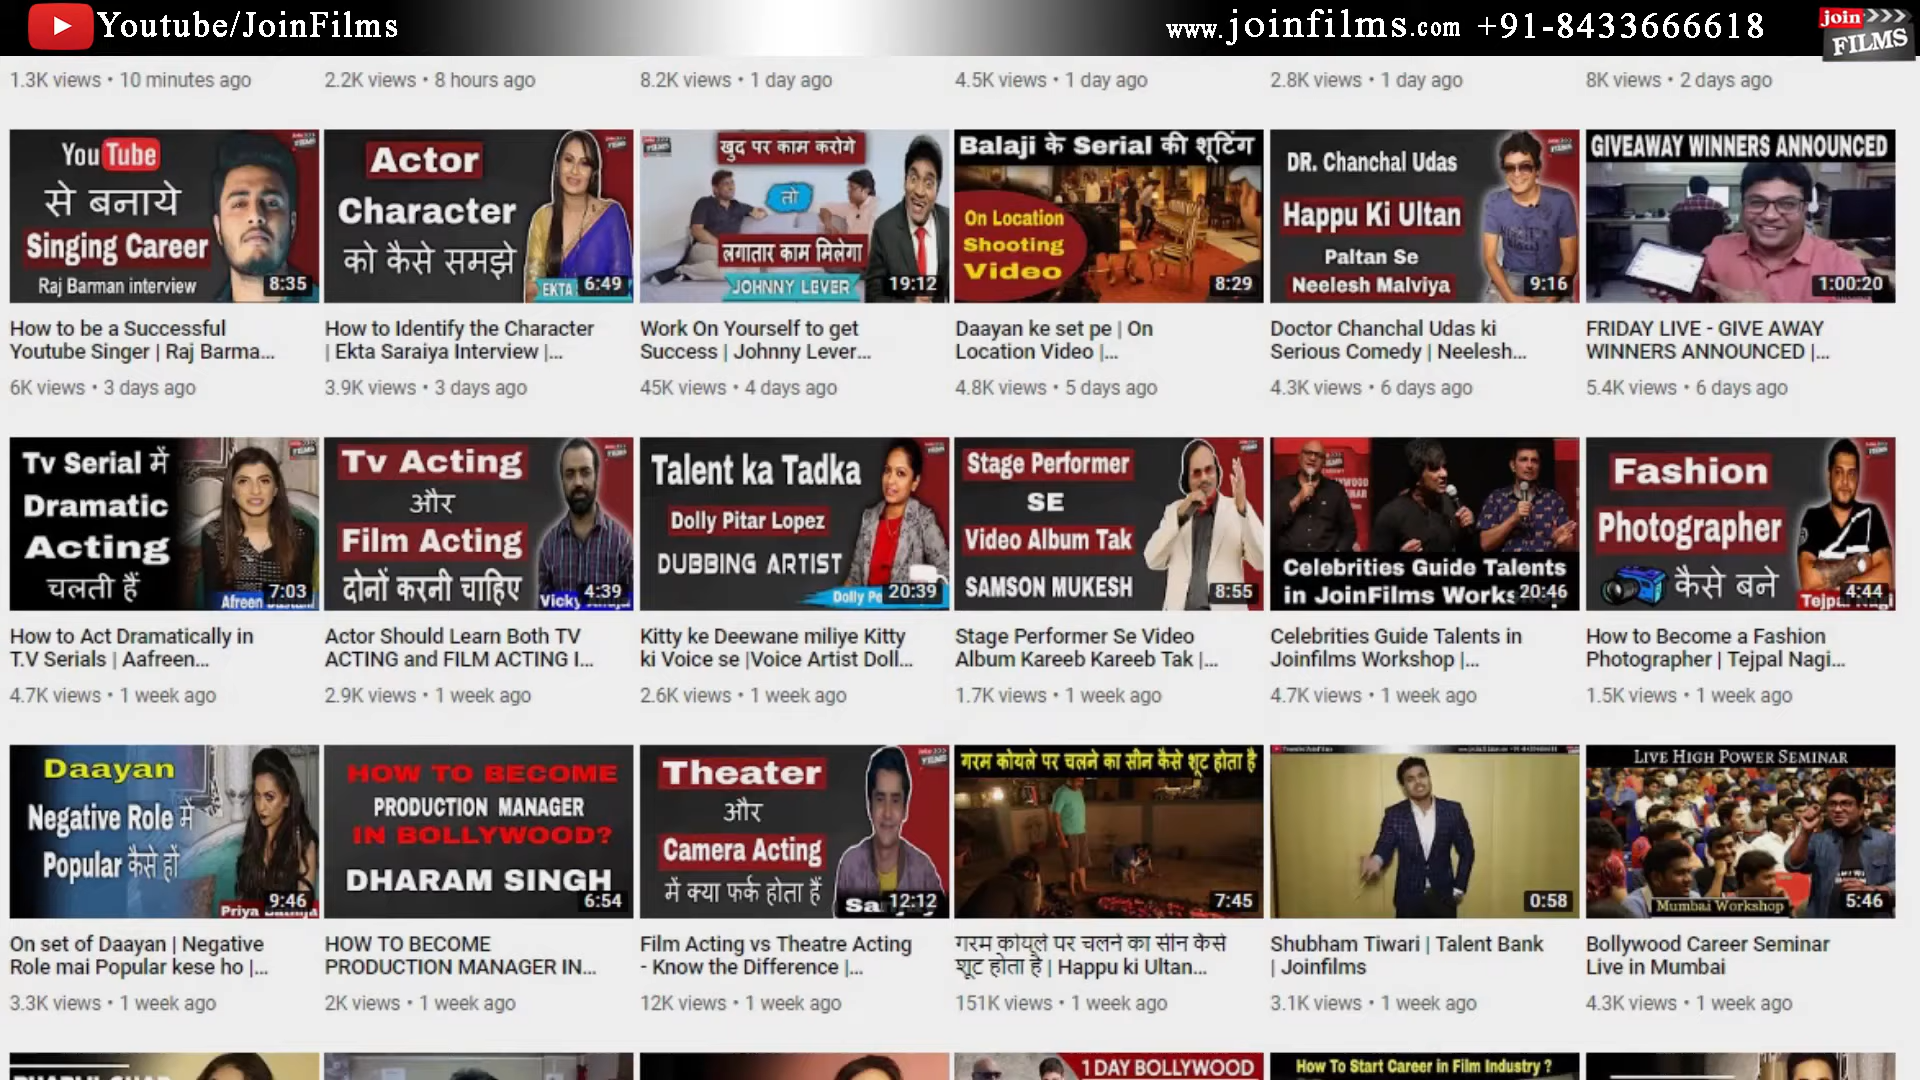 Youtube/JoinFilms
www.joinfilms.com +91-8433666618
join
FILMS
1.3K views • 10 minutes ago
2.2K views • 8 hours ago
8.2K views • 1 day ago
4.5K views • 1 day ago
2.8K views • 1 day ago
8K views • 2 days ago
You Tube
से बनाये
Singing Career
Raj Barman interview
8:35
Actor
Character
को कैसे समझे
EKTA
6:49
खुद पर काम करोगे
तो
लगातार काम मिलेगा
JOHNNY LEVER
19:12
Balaji के Serial की शूटिंग
On Location
Shooting
Video
8:29
DR. Chanchal Udas
Happu Ki Ultan
Paltan Se
Neelesh Malviya
9:16
GIVEAWAY WINNERS ANNOUNCED
1:00:20
How to be a Successful
Youtube Singer | Raj Barma...
6K views • 3 days ago
How to Identify the Character
| Ekta Saraiya Interview |...
3.9K views • 3 days ago
Work On Yourself to get
Success | Johnny Lever...
45K views • 4 days ago
Daayan ke set pe | On
Location Video |...
4.8K views • 5 days ago
Doctor Chanchal Udas ki
Serious Comedy | Neelesh...
4.3K views • 6 days ago
FRIDAY LIVE - GIVE AWAY
WINNERS ANNOUNCED |...
5.4K views • 6 days ago
Tv Serial में
Dramatic
Acting
चलती हैं
Afreen
7:03
Tv Acting
और
Film Acting
दोनों करनी चाहिए
Vicky
4:39
Talent ka Tadka
Dolly Pitar Lopez
DUBBING ARTIST
Dolly
20:39
Stage Performer
SE
Video Album Tak
SAMSON MUKESH
8:55
Celebrities Guide Talents
in JoinFilms
20:46
Fashion
Photographer
कैसे बने
4:44
How to Act Dramatically in
T.V Serials | Aafreen...
4.7K views • 1 week ago
Actor Should Learn Both TV
ACTING and FILM ACTING I...
2.9K views • 1 week ago
Kitty ke Deewane miliye Kitty
ki Voice se |Voice Artist Doll...
2.6K views • 1 week ago
Stage Performer Se Video
Album Kareeb Kareeb Tak |...
1.7K views • 1 week ago
Celebrities Guide Talents in
Joinfilms Workshop |...
4.7K views • 1 week ago
How to Become a Fashion
Photographer | Tejpal Nagi...
1.5K views • 1 week ago
Daayan
Negative Role में
Popular कैसे हों
Priya
9:46
HOW TO BECOME
PRODUCTION MANAGER
IN BOLLYWOOD?
DHARAM SINGH
6:54
Theater
और
Camera Acting
में क्या फर्क होता हैं
12:12
गरम कोयले पर चलने का सीन कैसे शूट होता है
7:45
0:58
LIVE HIGH POWER SEMINAR
Mumbai Workshop
5:46
On set of Daayan | Negative
Role mai Popular kese ho |...
3.3K views • 1 week ago
HOW TO BECOME
PRODUCTION MANAGER IN...
2K views • 1 week ago
Film Acting vs Theatre Acting
- Know the Difference |...
12K views • 1 week ago
गरम कोयले पर चलने का सीन कैसे
शूट होता है | Happu ki Ultan...
151K views • 1 week ago
Shubham Tiwari | Talent Bank
| Joinfilms
3.1K views • 1 week ago
Bollywood Career Seminar
Live in Mumbai
4.3K views • 1 week ago
1 DAY BOLLYWOOD
How To Start Career in Film Industry ?